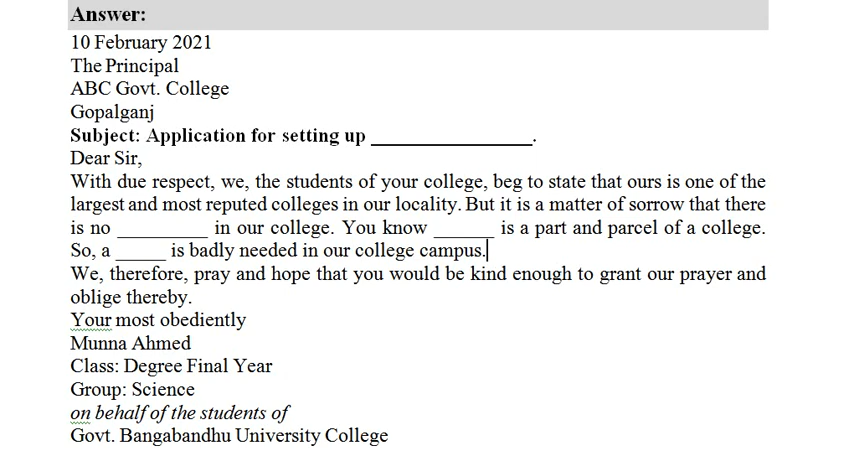 Answer:
10 February 2021
The Principal
ABC Govt. College
Gopalganj
Subject: Application for setting up _________________.
Dear Sir,
With due respect, we, the students of your college, beg to state that ours is one of the
largest and most reputed colleges in our locality. But it is a matter of sorrow that there
is no _________ in our college. You know ______ is a part and parcel of a college.
So, a _____ is badly needed in our college campus.
We, therefore, pray and hope that you would be kind enough to grant our prayer and
oblige thereby.
Your most obediently
Munna Ahmed
Class: Degree Final Year
Group: Science
on behalf of the students of
Govt. Bangabandhu University College